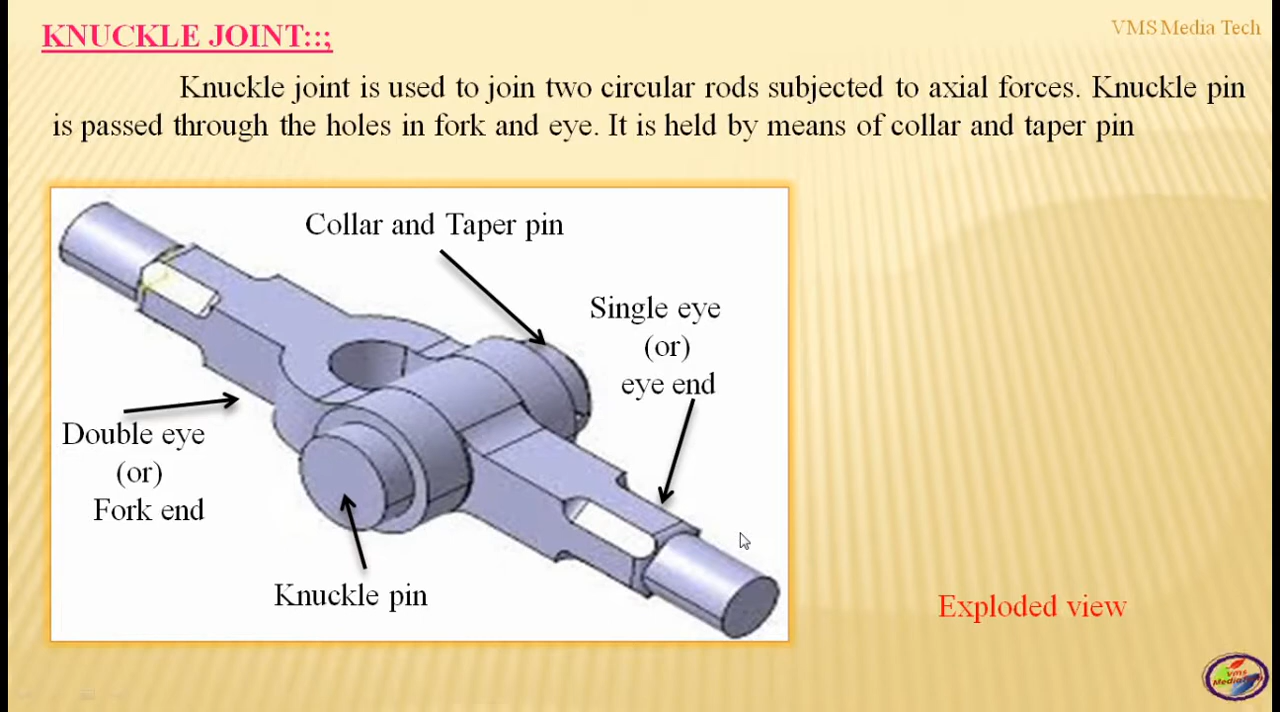 KNUCKLE JOINT::;
VMS Media Tech
Knuckle joint is used to join two circular rods subjected to axial forces. Knuckle pin
is passed through the holes in fork and eye. It is held by means of collar and taper pin
Collar and Taper pin
Single eye
(or)
eye end
Double eye
(or)
Fork end
Knuckle pin
Exploded view
vms